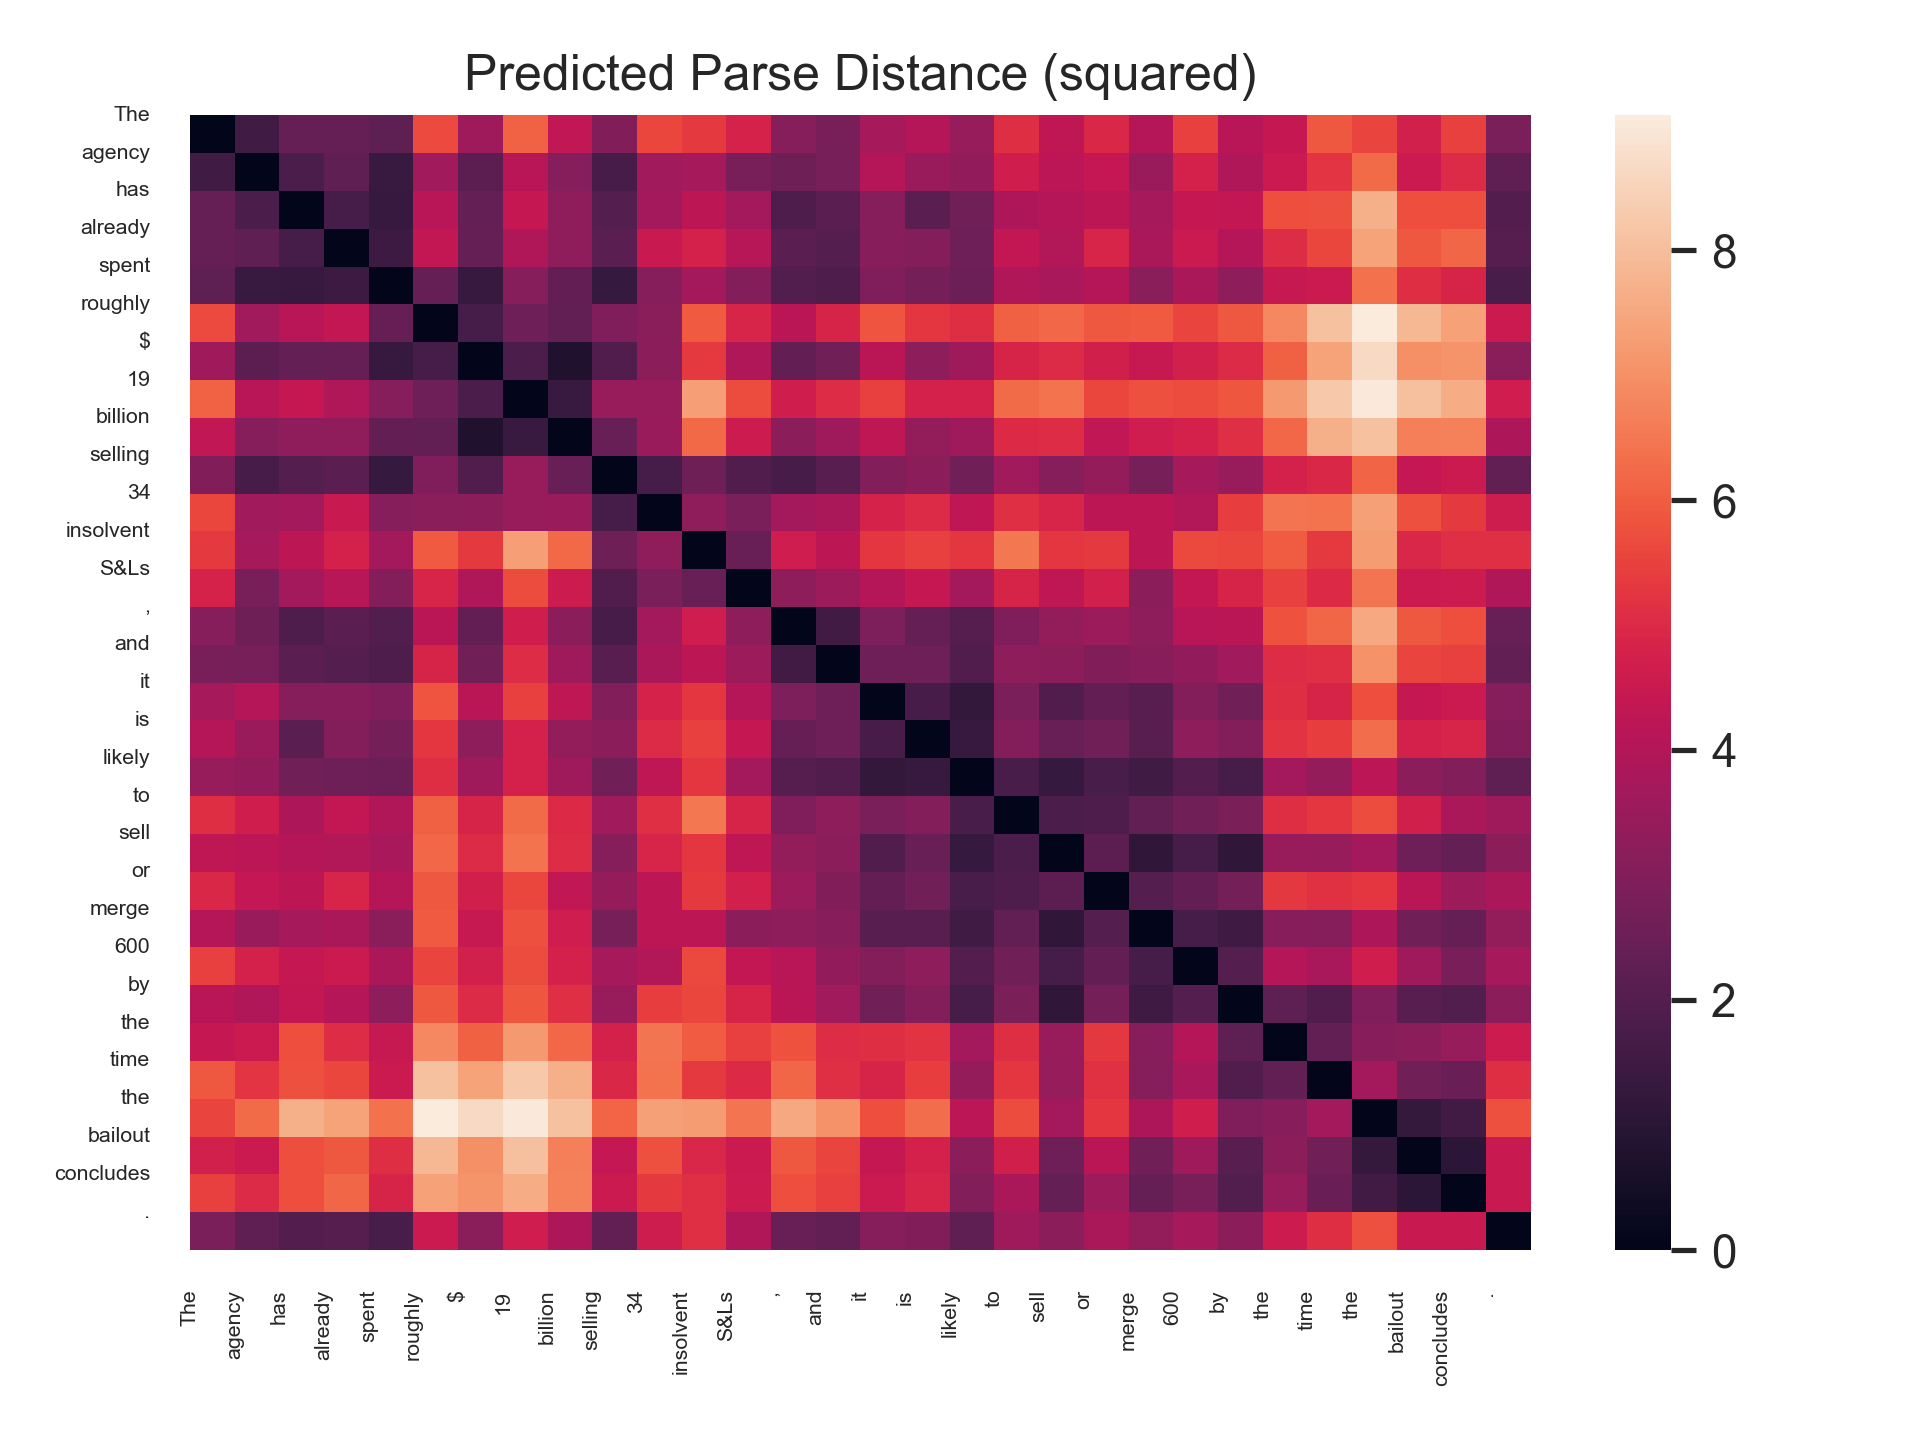 Predicted Parse Distance (squared)
The
agency
has
already
spent
roughly
$
19
billion
selling
34
insolvent
S&Ls
,
and
it
is
likely
to
sell
or
merge
600
by
the
time
the
bailout
concludes
.
8
6
4
2
0
The agency has already spent roughly $ 19 billion selling 34 insolvent S&Ls , and it is likely to sell or merge 600 by the time the bailout concludes .